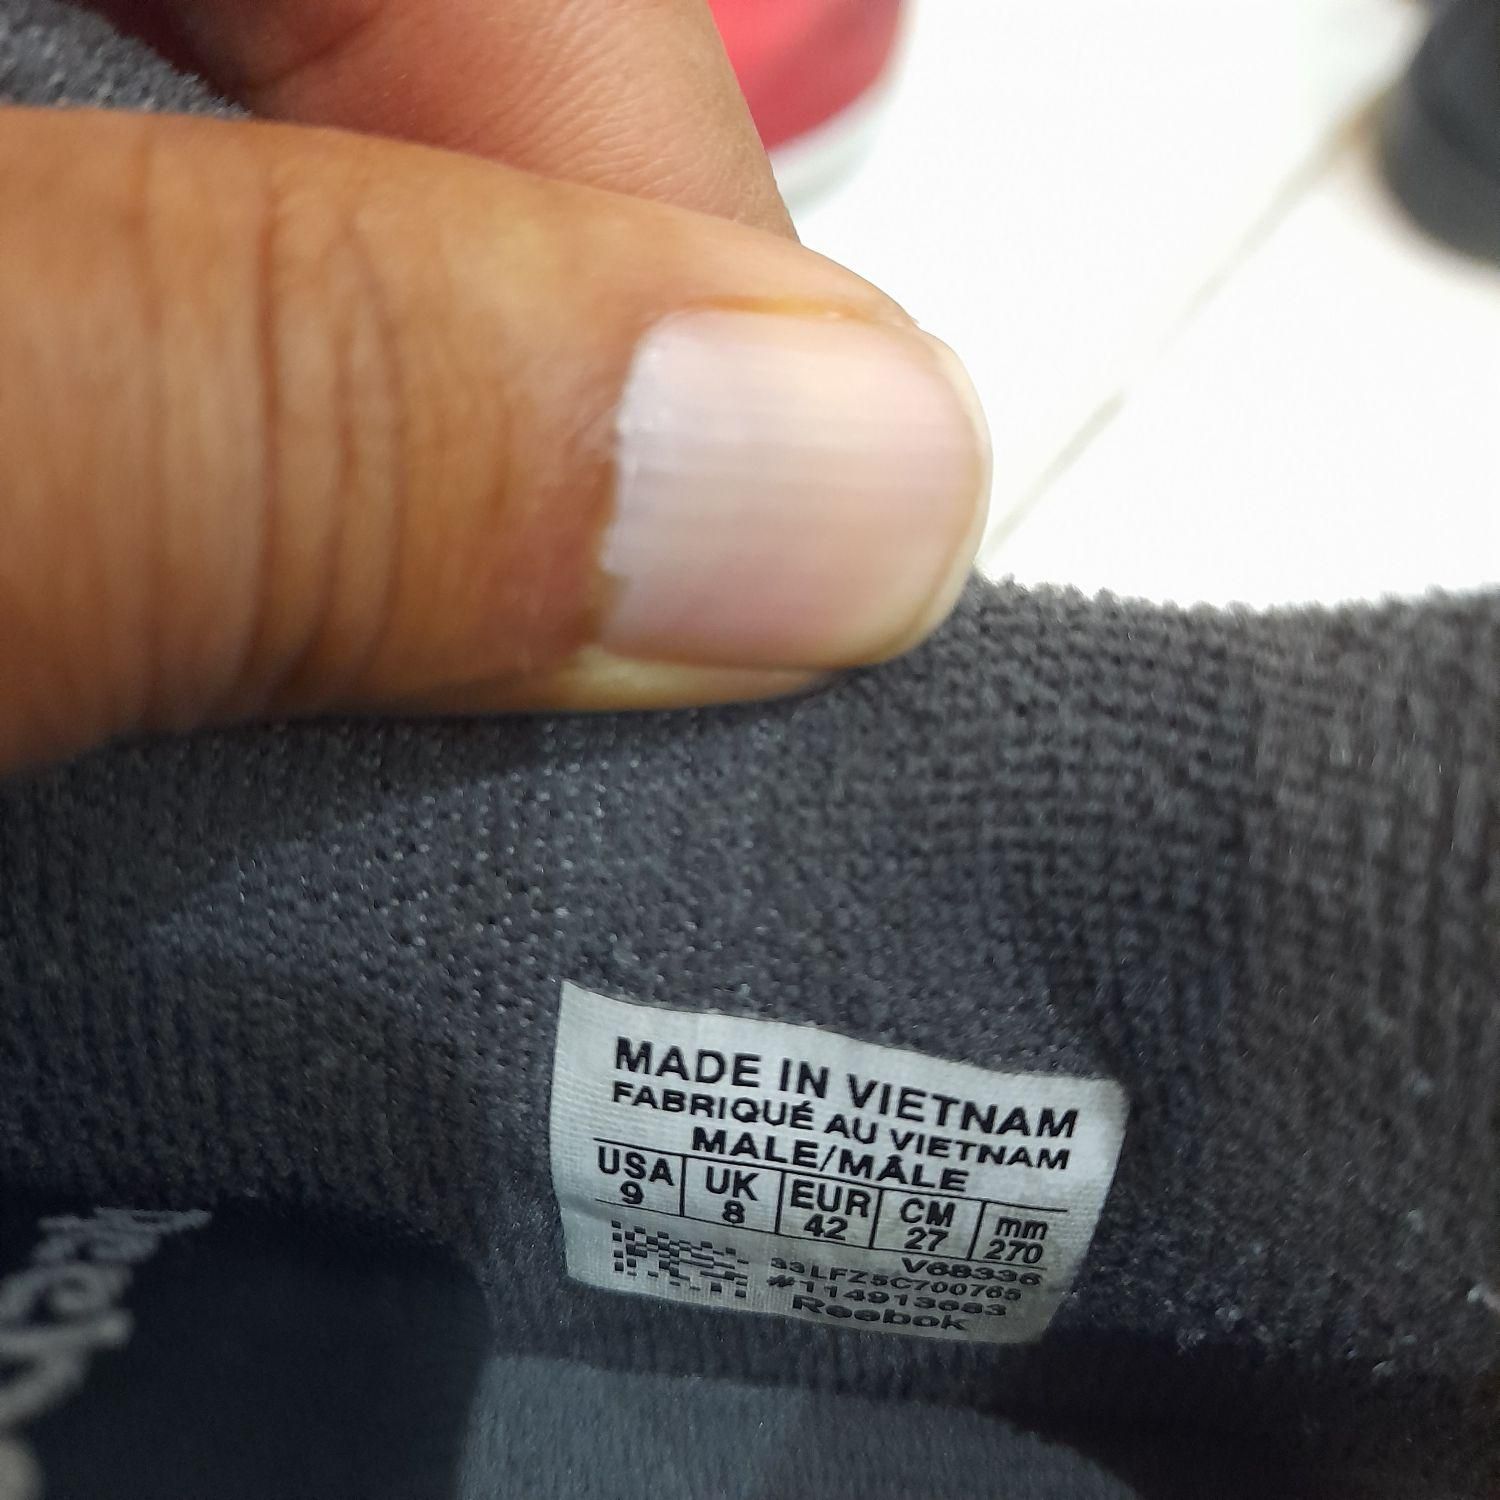 MADE IN VIETNAM
FABRIQUÉ AU VIETNAM
MALE/MÂLE
USA UK EUR CM mm
9 8 42 27 270
V68336
33LFZ5C700765
#114913663
Reebok